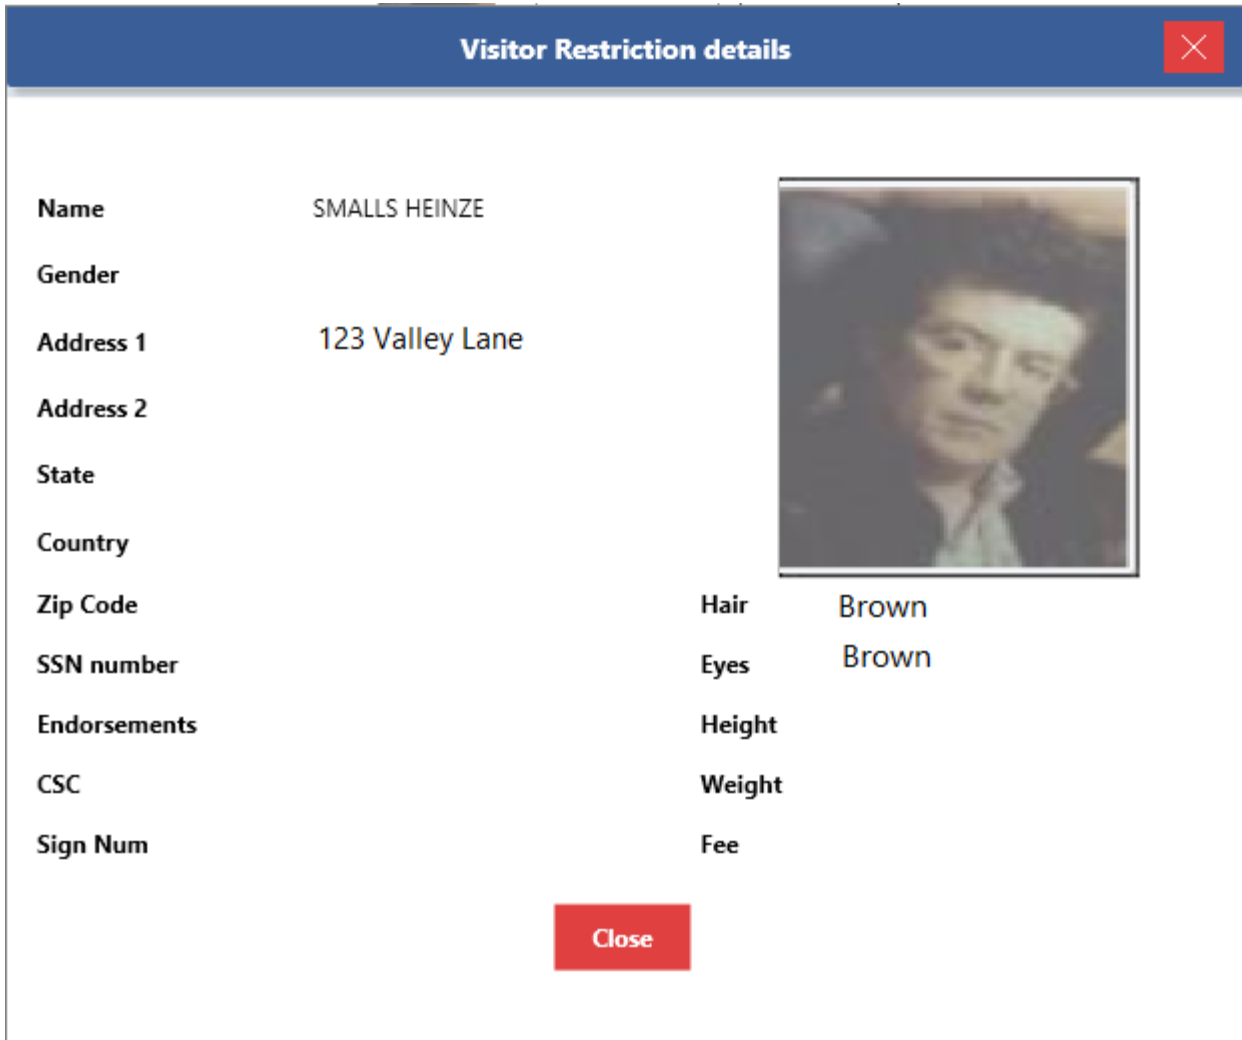 Visitor Restriction details
Name SMALLS HEINZE
Gender
Address 1 123 Valley Lane
Address 2
State
Country
Zip Code Hair Brown
SSN number Eyes Brown
Endorsements Height
CSC Weight
Sign Num Fee
Close